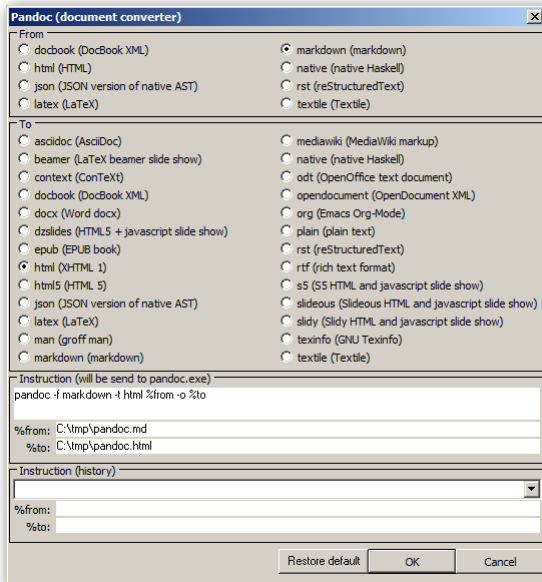 Pandoc (document converter)
From
docbook (DocBook XML)
html (HTML)
json (JSON version of native AST)
latex (LaTeX)
markdown (markdown)
native (native Haskell)
rst (reStructuredText)
textile (Textile)
To
asciidoc (AsciiDoc)
beamer (LaTeX beamer slide show)
context (ConTeXt)
docbook (DocBook XML)
docx (Word docx)
dzslides (HTML5 + javascript slide show)
epub (EPUB book)
html (XHTML 1)
html5 (HTML 5)
json (JSON version of native AST)
latex (LaTeX)
man (groff man)
markdown (markdown)
mediawiki (MediaWiki markup)
native (native Haskell)
odt (OpenOffice text document)
opendocument (OpenDocument XML)
org (Emacs Org-Mode)
plain (plain text)
rst (reStructuredText)
rtf (rich text format)
s5 (S5 HTML and javascript slide show)
slideous (Slideous HTML and javascript slide show)
slidy (Slidy HTML and javascript slide show)
texinfo (GNU Texinfo)
textile (Textile)
Instruction (will be send to pandoc.exe)
pandoc -f markdown -t html %from -o %to
%from: C:\tmp\pandoc.md
%to: C:\tmp\pandoc.html
Instruction (history)
%from:
%to:
Restore default OK Cancel